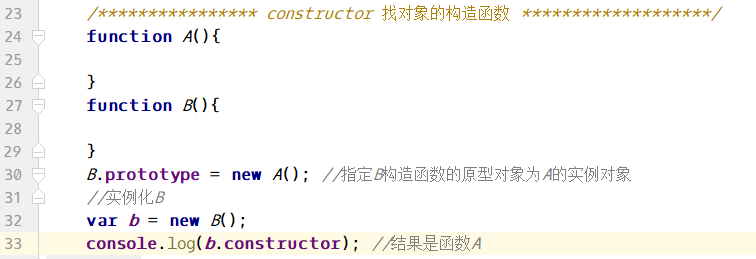 23 /**************** constructor 找对象的构造函数 *******************/
24 function A(){
25
26 }
27 function B(){
28
29 }
30 B.prototype = new A(); //指定B构造函数的原型对象为A的实例对象
31 //实例化B
32 var b = new B();
33 console.log(b.constructor); //结果是函数A